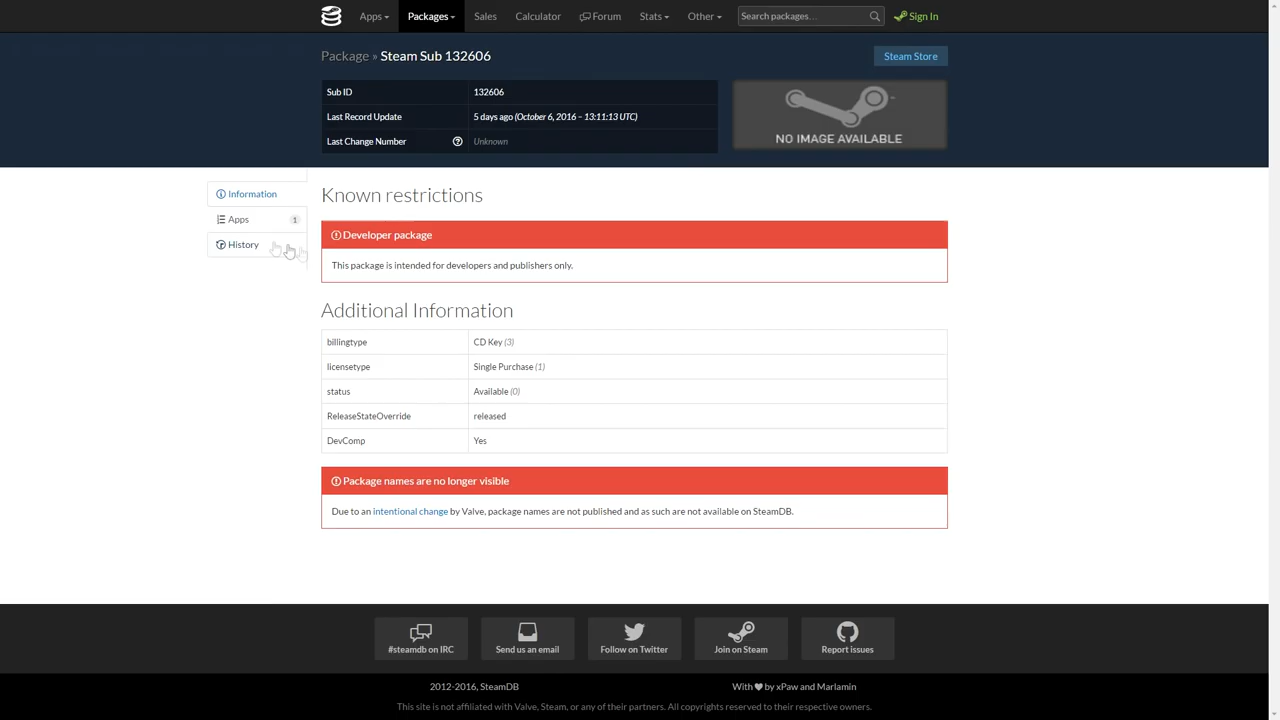 Apps Packages Sales Calculator Forum Stats Other Search packages... Sign In
Package » Steam Sub 132606
Steam Store
Sub ID 132606
Last Record Update 5 days ago (October 6, 2016 – 13:11:13 UTC)
Last Change Number Unknown
NO IMAGE AVAILABLE
Information
Apps 1
History
Known restrictions
Developer package
This package is intended for developers and publishers only.
Additional Information
billingtype CD Key (3)
licensetype Single Purchase (1)
status Available (0)
ReleaseStateOverride released
DevComp Yes
Package names are no longer visible
Due to an intentional change by Valve, package names are not published and as such are not available on SteamDB.
#steamdb on IRC Send us an email Follow on Twitter Join on Steam Report issues
2012-2016, SteamDB With ♥ by xPaw and Marlamin
This site is not affiliated with Valve, Steam, or any of their partners. All copyrights reserved to their respective owners.